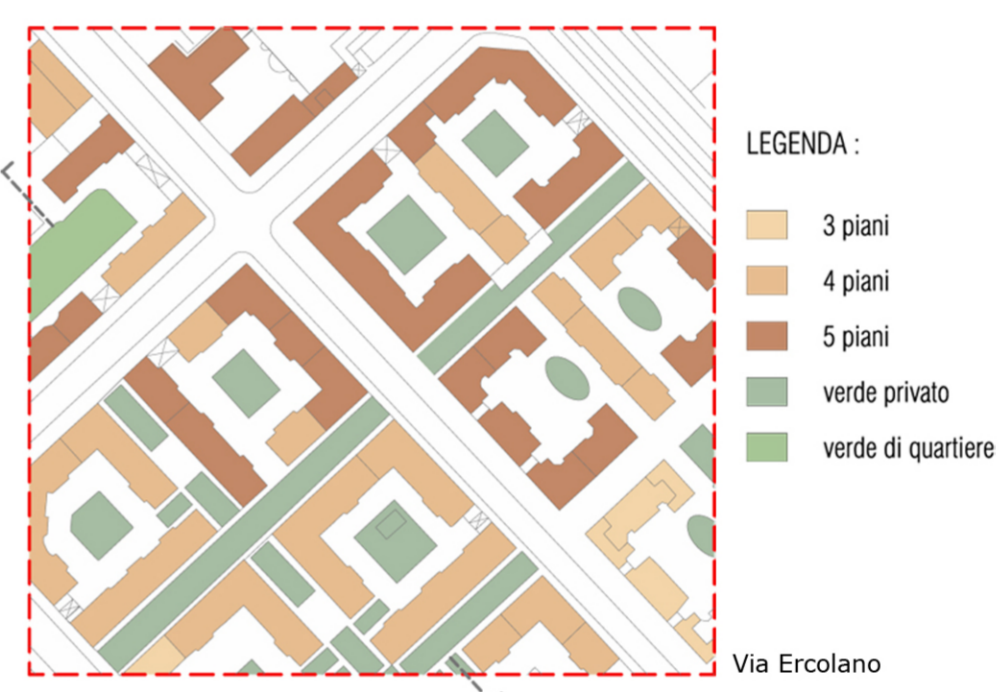 LEGENDA :
3 piani
4 piani
5 piani
verde privato
verde di quartiere
Via Ercolano